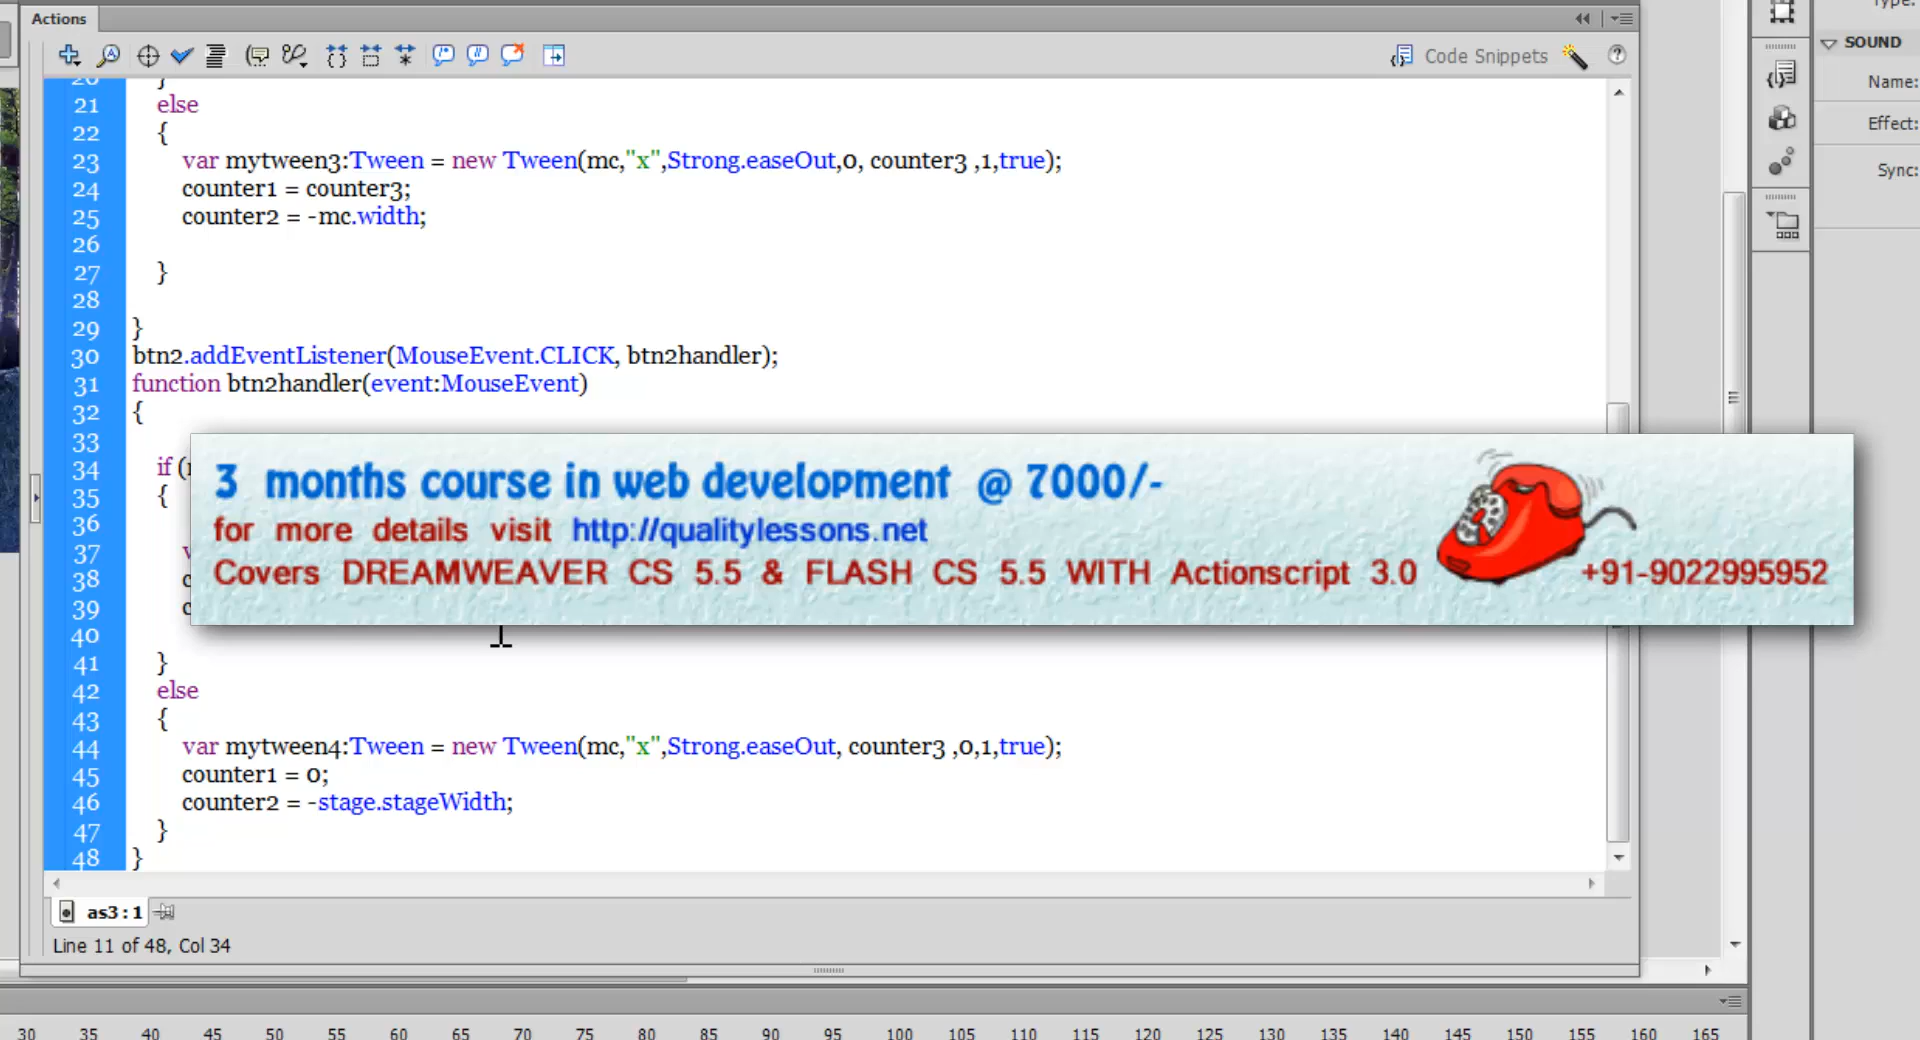 Actions
Code Snippets
SOUND
Name:
Effect:
Sync:
20 }
21 else
22 {
23 var mytween3:Tween = new Tween(mc,"x",Strong.easeOut,0, counter3 ,1,true);
24 counter1 = counter3;
25 counter2 = -mc.width;
26
27 }
28
29 }
30 btn2.addEventListener(MouseEvent.CLICK, btn2handler);
31 function btn2handler(event:MouseEvent)
32 {
33
34 if (
35 {
36
37
38
39
40
41 }
42 else
43 {
44 var mytween4:Tween = new Tween(mc,"x",Strong.easeOut, counter3 ,0,1,true);
45 counter1 = 0;
46 counter2 = -stage.stageWidth;
47 }
48 }
3 months course in web development @ 7000/-
for more details visit http://qualitylessons.net
Covers DREAMWEAVER CS 5.5 & FLASH CS 5.5 WITH Actionscript 3.0 +91-9022995952
as3:1
Line 11 of 48, Col 34
30 35 40 45 50 55 60 65 70 75 80 85 90 95 100 105 110 115 120 125 130 135 140 145 150 155 160 165